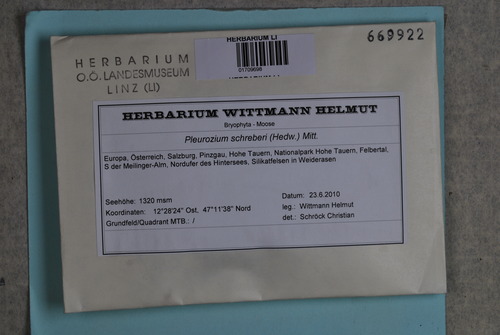 669922
HERBARIUM
O.Ö. LANDESMUSEUM
LINZ (LI)
HERBARIUM LI
01709696
HERBARIUM WITTMANN HELMUT
Bryophyta - Moose
Pleurozium schreberi (Hedw.) Mitt.
Europa, Österreich, Salzburg, Pinzgau, Hohe Tauern, Nationalpark Hohe Tauern, Felbertal,
S der Meilinger-Alm, Nordufer des Hintersees, Silikatfelsen in Weiderasen
Seehöhe: 1320 mam
Datum: 23.6.2010
Koordinaten: 12°28'24" Ost, 47°11'38" Nord
leg.: Wittmann Helmut
Grundfeld/Quadrant MTB.: /
det.: Schröck Christian